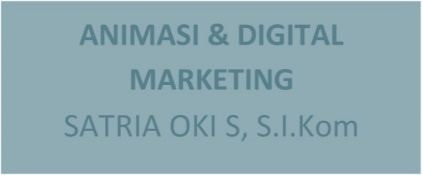 ANIMASI & DIGITAL
MARKETING
SATRIA OKI S, S.I.Kom